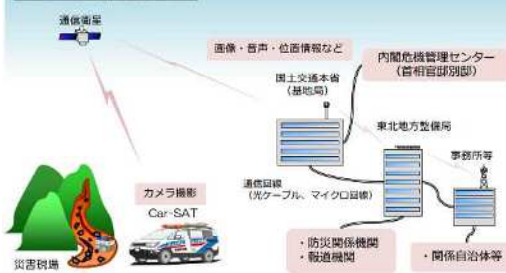 通信衛星
画像・音声・位置情報など
内閣危機管理センター
(首相官邸別邸)
国土交通本省
(基地局)
東北地方整備局
事務所等
通信回線
(光ケーブル、マイクロ回線)
カメラ撮影
Car-SAT
災害現場
・防災関係機関
・報道機関
・関係自治体等